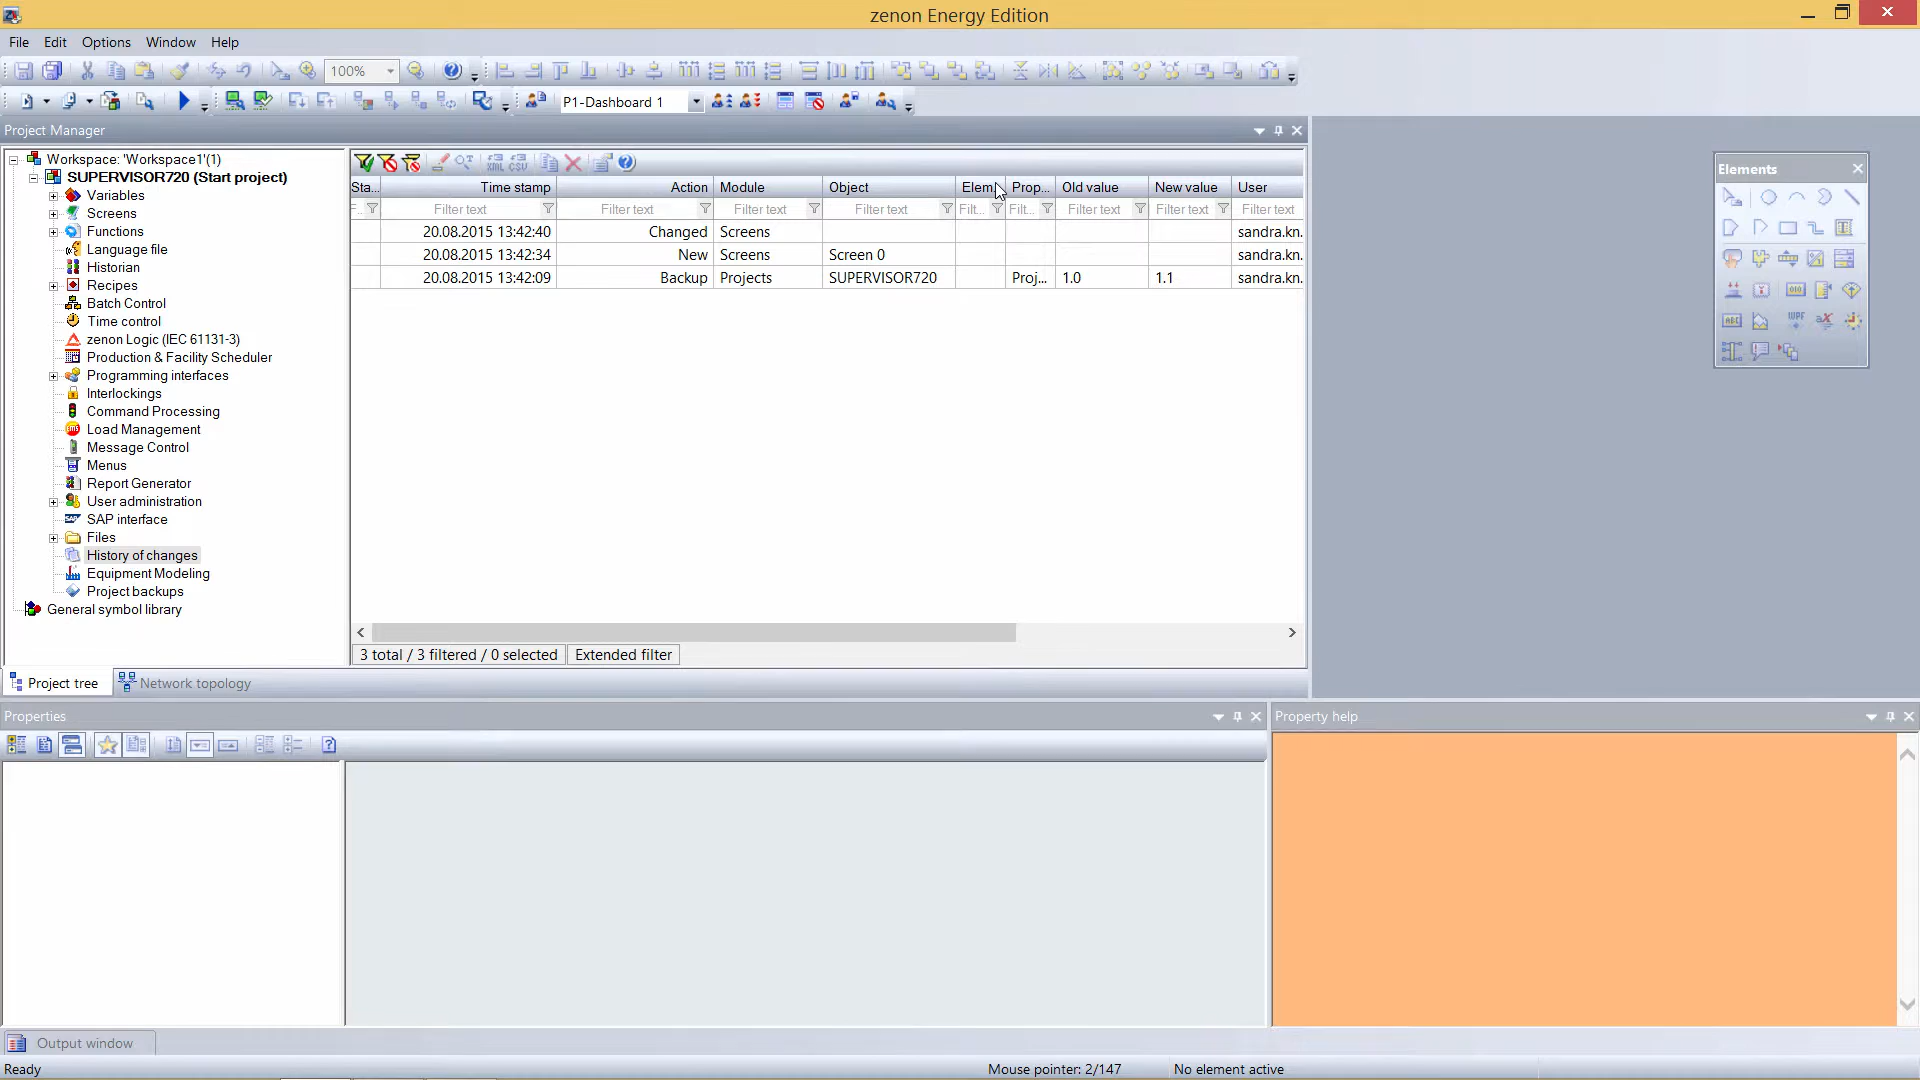 zenon Energy Edition
File Edit Options Window Help
100%
P1-Dashboard 1
Project Manager
Workspace: 'Workspace1'(1)
SUPERVISOR720 (Start project)
Variables
Screens
Functions
Language file
Historian
Recipes
Batch Control
Time control
zenon Logic (IEC 61131-3)
Production & Facility Scheduler
Programming interfaces
Interlockings
Command Processing
Load Management
Message Control
Menus
Report Generator
User administration
SAP interface
Files
History of changes
Equipment Modeling
Project backups
General symbol library
XML CSV
Sta... Time stamp Action Module Object Elem... Prop... Old value New value User
F.. Filter text Filter text Filter text Filter text Filt... Filt... Filter text Filter text Filter text
20.08.2015 13:42:40 Changed Screens sandra.kn.
20.08.2015 13:42:34 New Screens Screen 0 sandra.kn.
20.08.2015 13:42:09 Backup Projects SUPERVISOR720 Proj... 1.0 1.1 sandra.kn.
3 total / 3 filtered / 0 selected Extended filter
Project tree Network topology
Elements
WPF
Properties
Property help
Output window
Ready Mouse pointer: 2/147 No element active